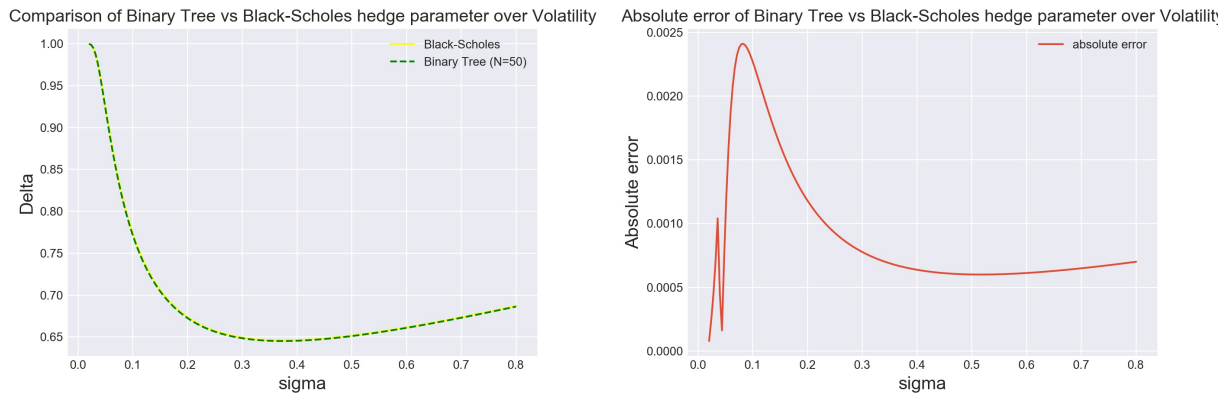 Comparison of Binary Tree vs Black-Scholes hedge parameter over Volatility
Delta
1.00
0.95
0.90
0.85
0.80
0.75
0.70
0.65
Black-Scholes
Binary Tree (N=50)
0.0 0.1 0.2 0.3 0.4 0.5 0.6 0.7 0.8
sigma
Absolute error of Binary Tree vs Black-Scholes hedge parameter over Volatility
Absolute error
0.0025
0.0020
0.0015
0.0010
0.0005
0.0000
absolute error
0.0 0.1 0.2 0.3 0.4 0.5 0.6 0.7 0.8
sigma